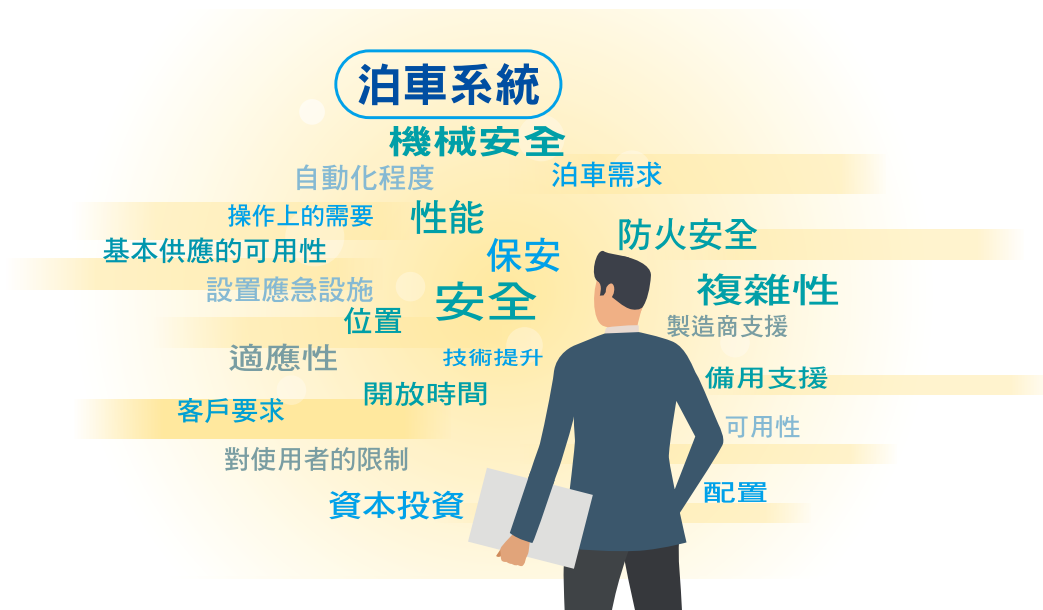 泊車系統
機械安全
自動化程度
泊車需求
操作上的需要
性能
防火安全
基本供應的可用性
保安
設置應急設施
安全
複雜性
位置
製造商支援
適應性
技術提升
備用支援
開放時間
客戶要求
可用性
對使用者的限制
配置
資本投資